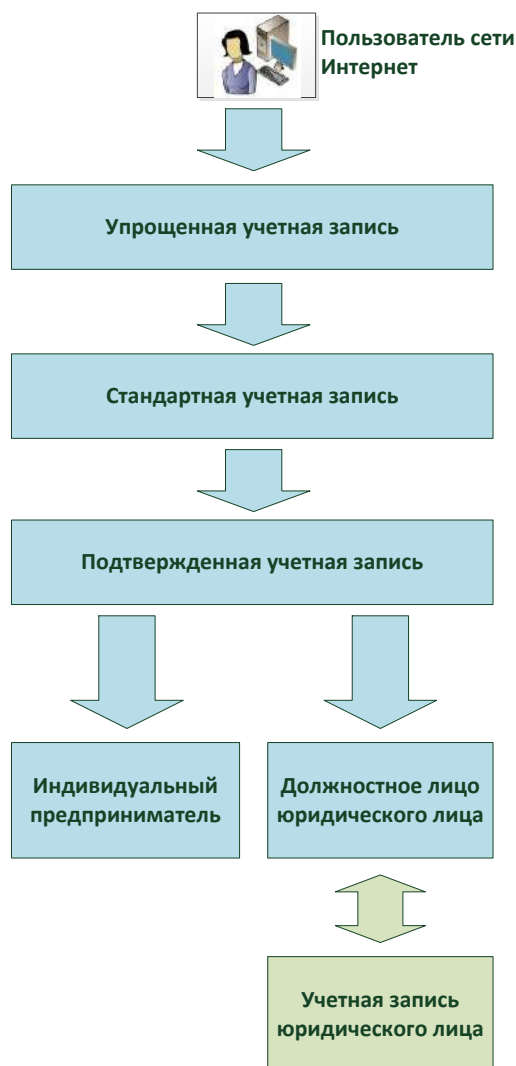 Пользователь сети
Интернет
Упрощенная учетная запись
Стандартная учетная запись
Подтвержденная учетная запись
Индивидуальный
предприниматель
Должностное лицо
юридического лица
Учетная запись
юридического лица